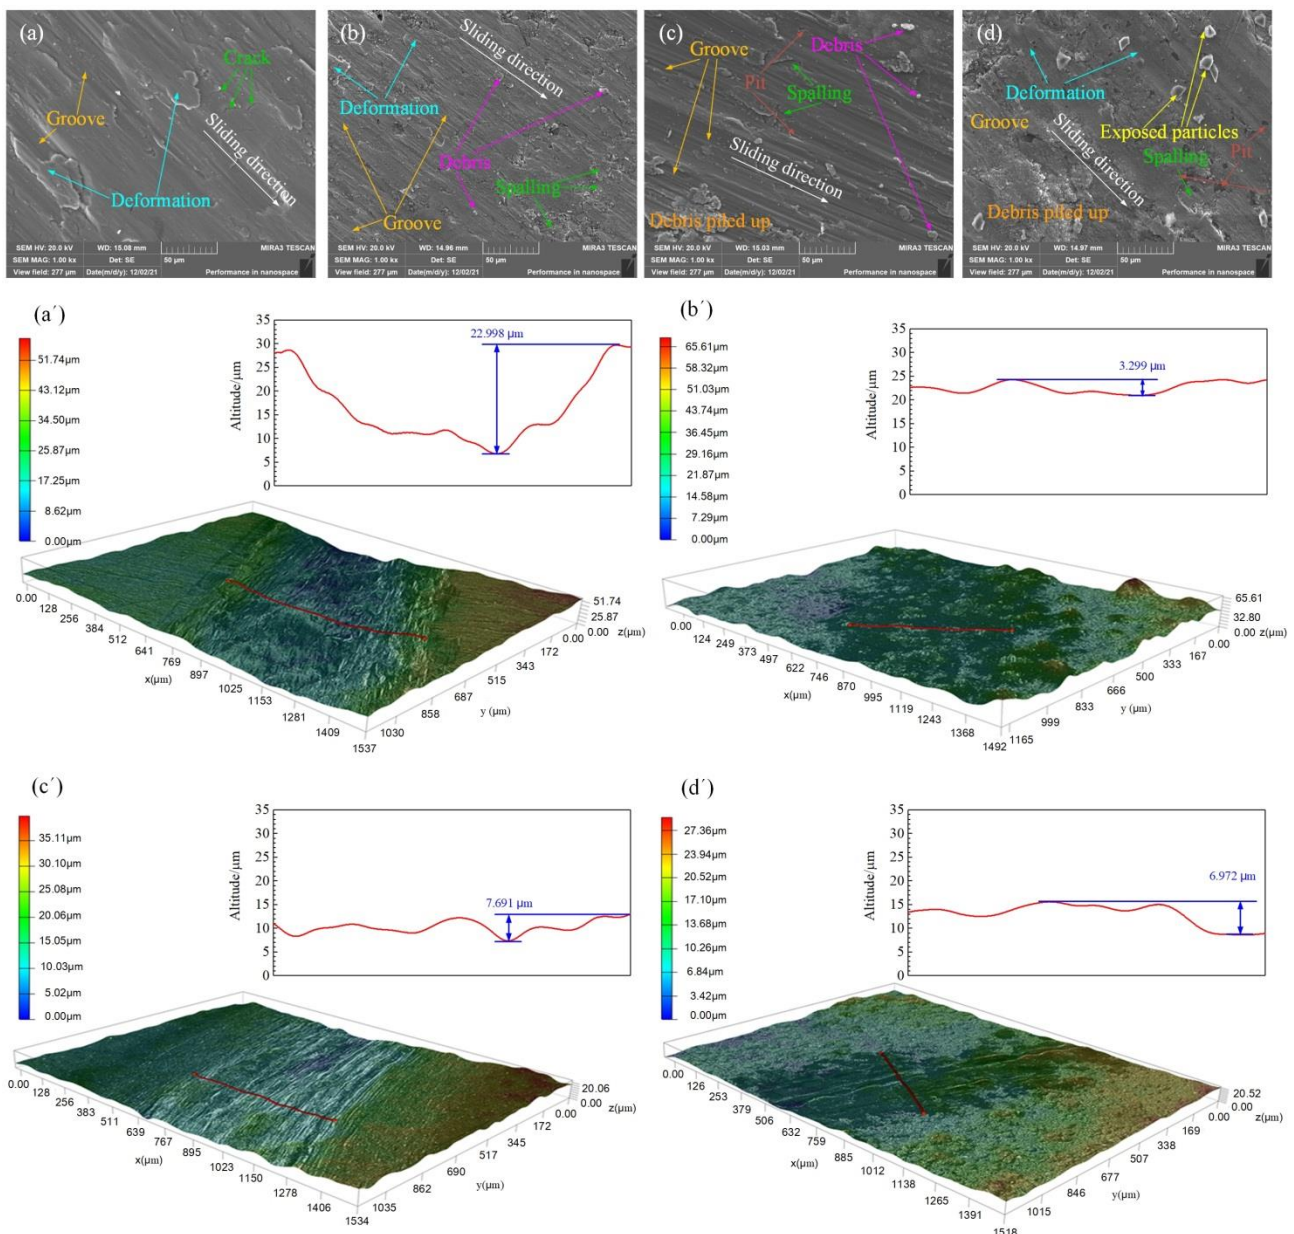 (a)
Crack
Groove
Sliding direction
Deformation
SEM HV: 20.0 kV
WD: 15.08 mm
MIRA3 TESCAN
SEM MAG: 1.00 kx
Det: SE
50 µm
View field: 277 µm
Date(m/d/y): 12/02/21
Performance in nanospace
(b)
Sliding direction
Deformation
Debris
Spalling
Groove
SEM HV: 20.0 kV
WD: 14.96 mm
MIRA3 TESCAN
SEM MAG: 1.00 kx
Det: SE
50 µm
View field: 277 µm
Date(m/d/y): 12/02/21
Performance in nanospace
(c)
Groove
Debris
Pit
Spalling
Sliding direction
Debris piled up
SEM HV: 20.0 kV
WD: 15.03 mm
MIRA3 TESCAN
SEM MAG: 1.00 kx
Det: SE
50 µm
View field: 277 µm
Date(m/d/y): 12/02/21
Performance in nanospace
(d)
Deformation
Groove
Sliding direction
Exposed particles
Spalling
Pit
Debris piled up
SEM HV: 20.0 kV
WD: 14.97 mm
MIRA3 TESCAN
SEM MAG: 1.00 kx
Det: SE
50 µm
View field: 277 µm
Date(m/d/y): 12/02/21
Performance in nanospace
(a´)
51.74µm
43.12µm
34.50µm
25.87µm
17.25µm
8.62µm
0.00µm
Altitude/µm
35
30
25
20
15
10
5
0
22.998 µm
0.00
128
256
384
512
641
769
897
1025
1153
1281
1409
1537
x(µm)
1030
858
687
515
343
172
0.00
y (µm)
51.74
25.87
0.00 z(µm)
(b´)
65.61µm
58.32µm
51.03µm
43.74µm
36.45µm
29.16µm
21.87µm
14.58µm
7.29µm
0.00µm
Altitude/µm
35
30
25
20
15
10
5
0
3.299 µm
0.00
124
249
373
497
622
746
870
995
1119
1243
1368
1492
x(µm)
1165
999
833
666
500
333
167
0.00
y (µm)
65.61
32.80
0.00 z(µm)
(c´)
35.11µm
30.10µm
25.08µm
20.06µm
15.05µm
10.03µm
5.02µm
0.00µm
Altitude/µm
35
30
25
20
15
10
5
0
7.691 µm
0.00
128
256
383
511
639
767
895
1023
1150
1278
1406
1534
x(µm)
1035
862
690
517
345
172
0.00
y(µm)
20.06
0.00
z(µm)
(d´)
27.36µm
23.94µm
20.52µm
17.10µm
13.68µm
10.26µm
6.84µm
3.42µm
0.00µm
Altitude/µm
35
30
25
20
15
10
5
0
6.972 µm
0.00
126
253
379
506
632
759
885
1012
1138
1265
1391
1518
x(µm)
1015
846
677
507
338
169
0.00
y(µm)
20.52
0.00
z(µm)